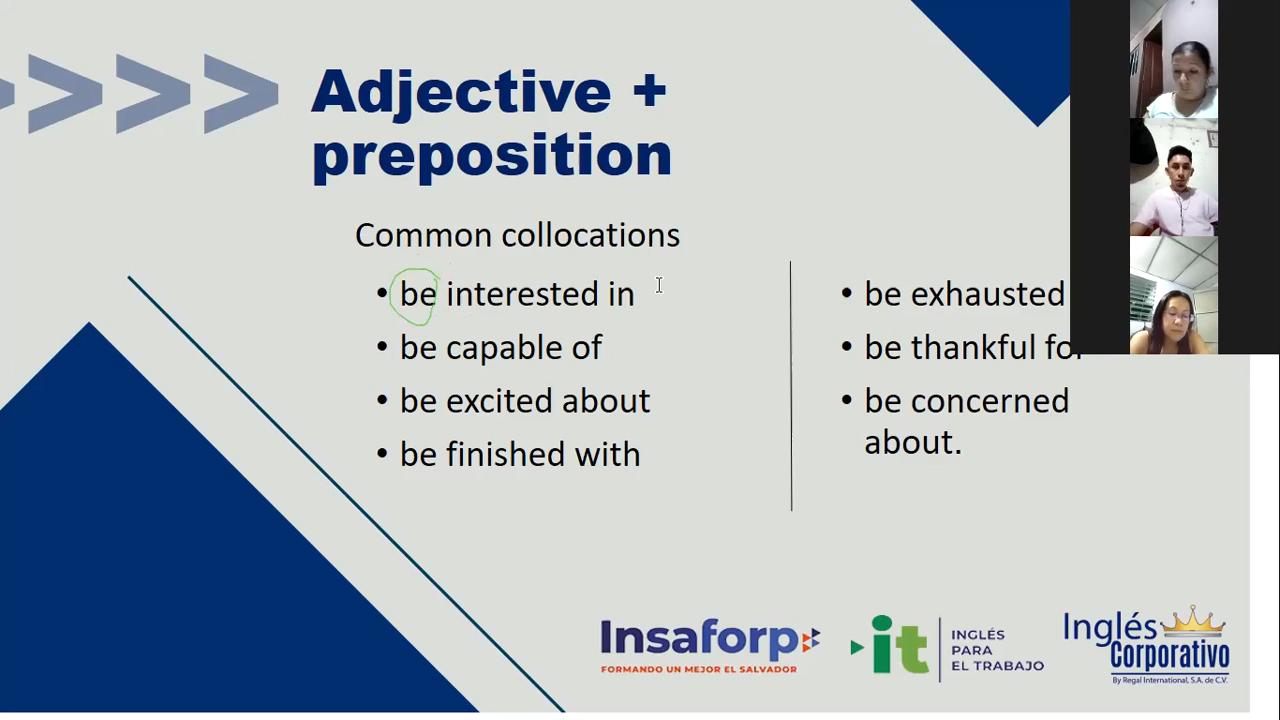 Adjective +
preposition
Common collocations
• be interested in
• be capable of
• be excited about
• be finished with
• be exhausted
• be thankful for
• be concerned
about.
Insaforp
FORMANDO UN MEJOR EL SALVADOR
it
INGLÉS
PARA
EL TRABAJO
Inglés
Corporativo
By Regal International, S.A. de C.V.